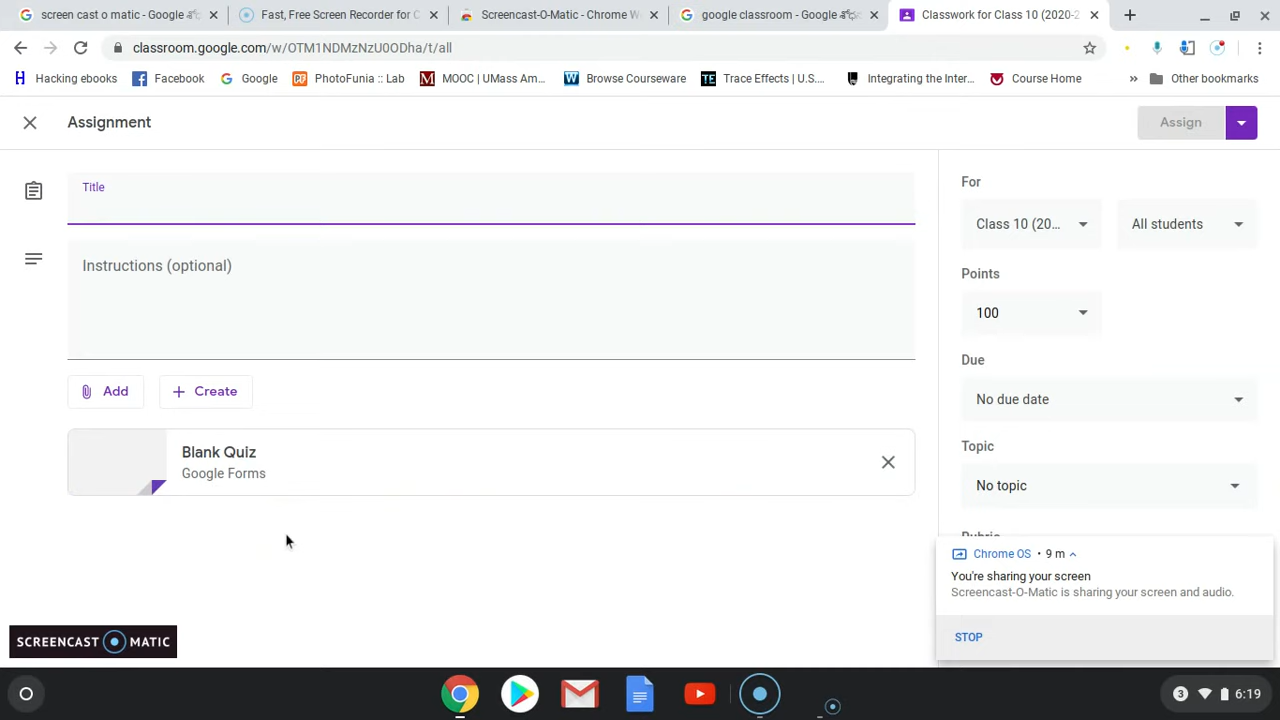 screen cast o matic - Google
Fast, Free Screen Recorder for C
Screencast-O-Matic - Chrome W
google classroom - Google
Classwork for Class 10 (2020-2
classroom.google.com/w/OTM1NDMzNzU0ODha/t/all
Hacking ebooks
Facebook
Google
PhotoFunia :: Lab
MOOC | UMass Am...
Browse Courseware
Trace Effects | U.S....
Integrating the Inter...
Course Home
»
Other bookmarks
Assignment
Assign
Title
Instructions (optional)
Add
Create
Blank Quiz
Google Forms
For
Class 10 (20...
All students
Points
100
Due
No due date
Topic
No topic
Rubric
Chrome OS • 9 m
You're sharing your screen
Screencast-O-Matic is sharing your screen and audio.
STOP
SCREENCAST MATIC
3
6:19